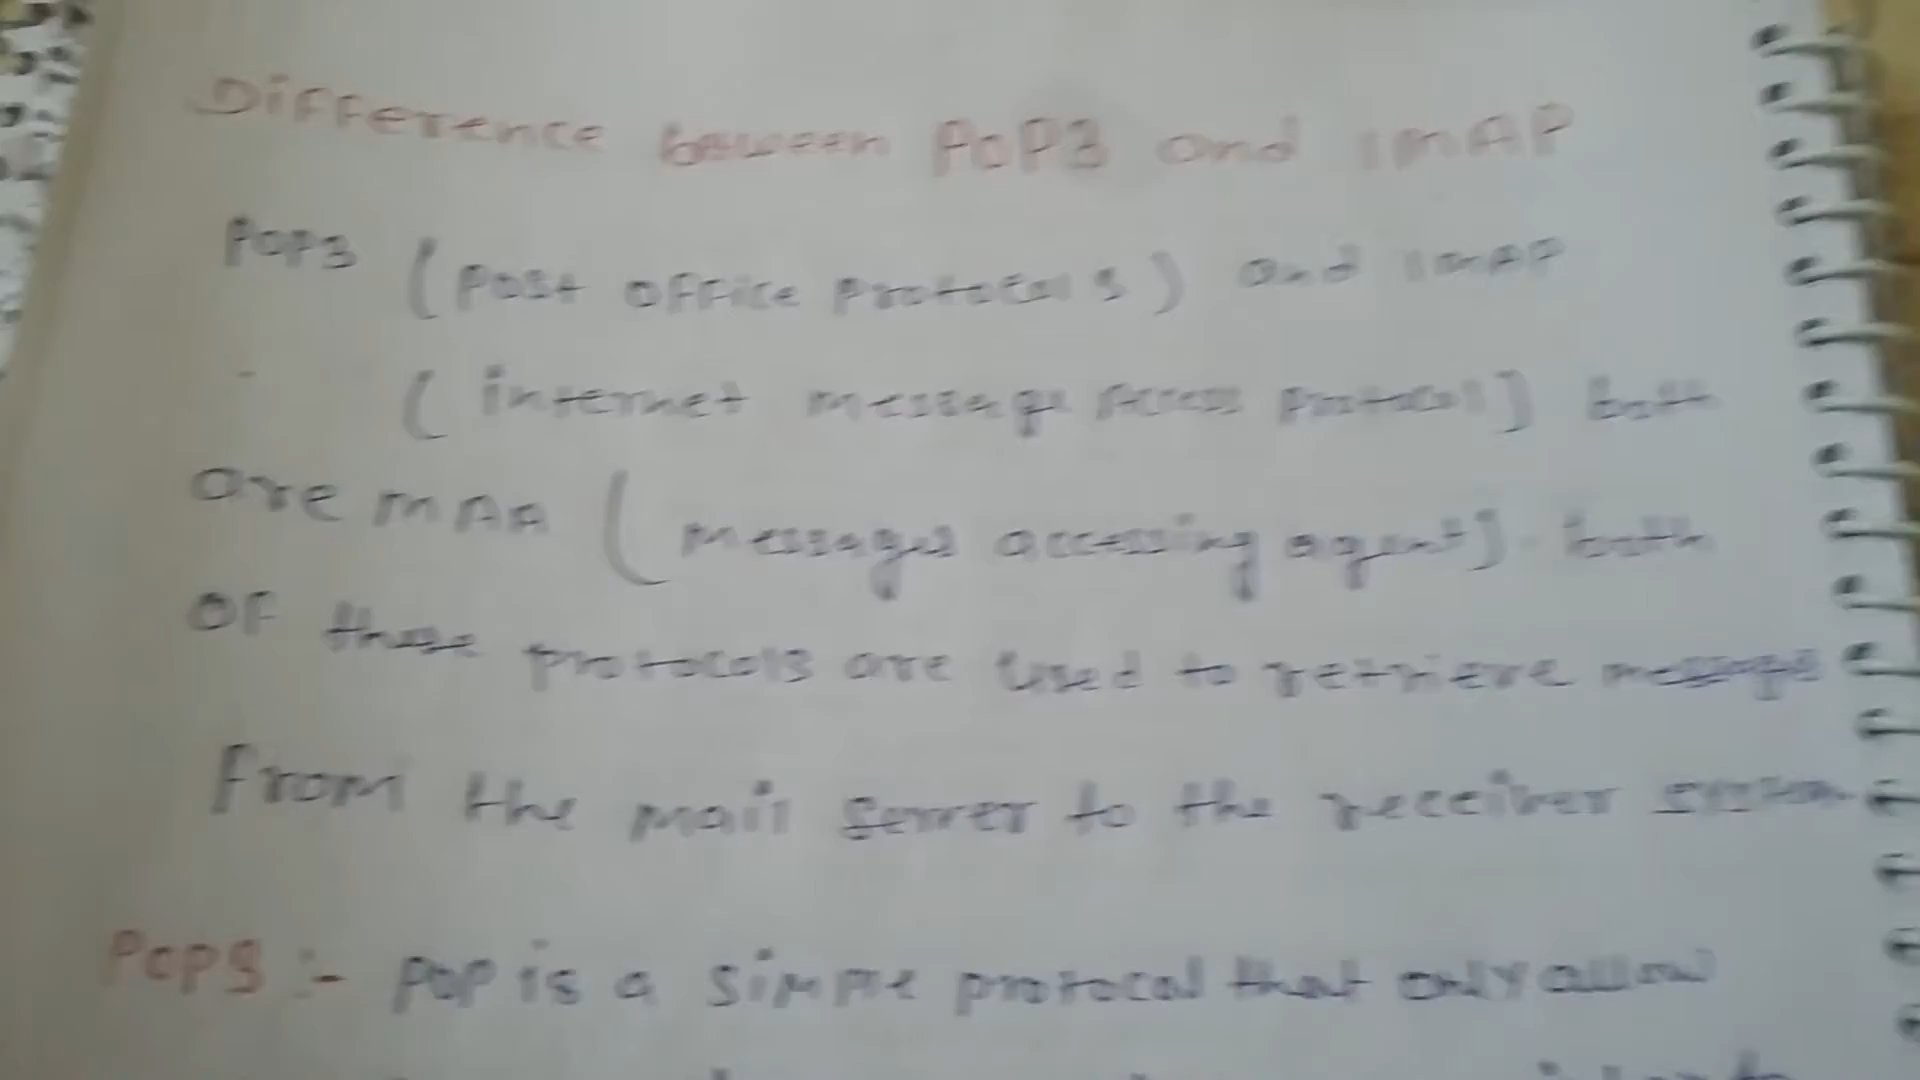 Difference beween POP3 and IMAP
POP3 (Post Office Protocol 3) and IMAP
(internet message Access protocol) both
are MAA (messages accessing agent). both
OF these protocols are used to retrieve message
From the mail server to the receiver system
POP3 :- POP is a simple protocol that only allow